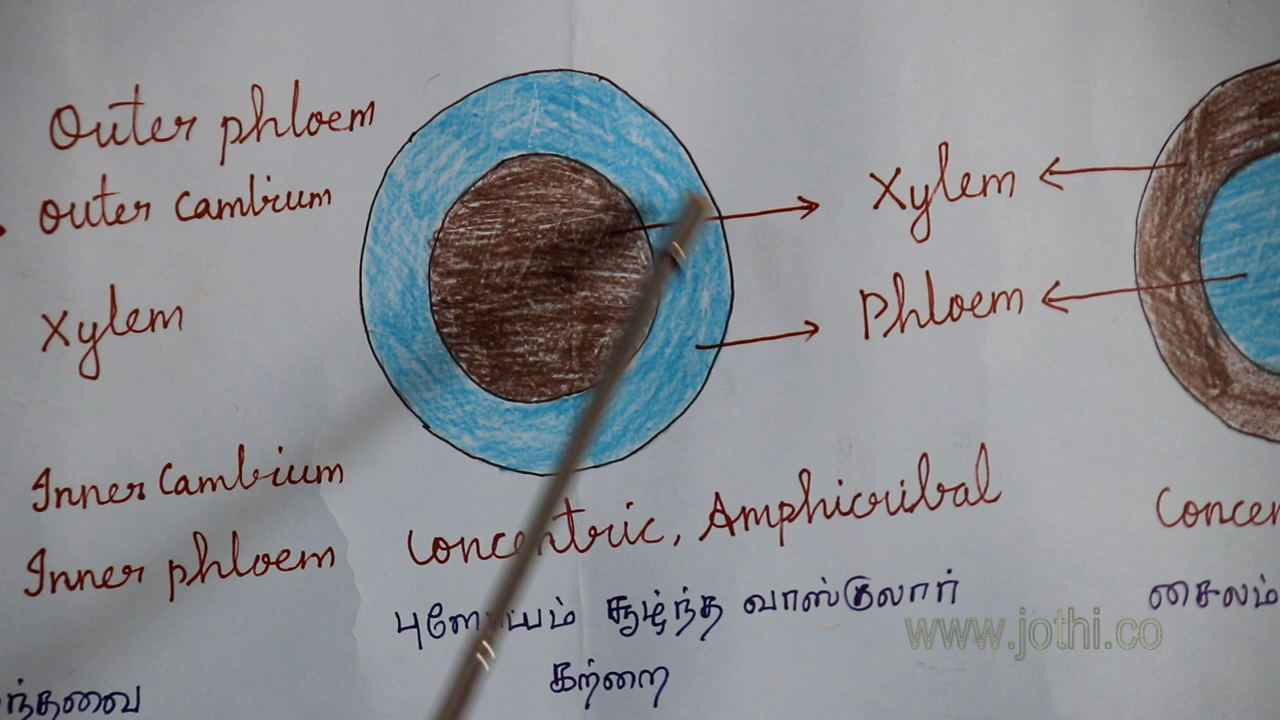 Outer phloem
outer cambium
Xylem
Inner cambium
Inner phloem
Xylem
Phloem
Concentric, Amphicribal
புளோயம் சூழ்ந்த வாஸ்குலார்
கற்றை
Concen
சைலம்
ந்தவை
www.jothi.co